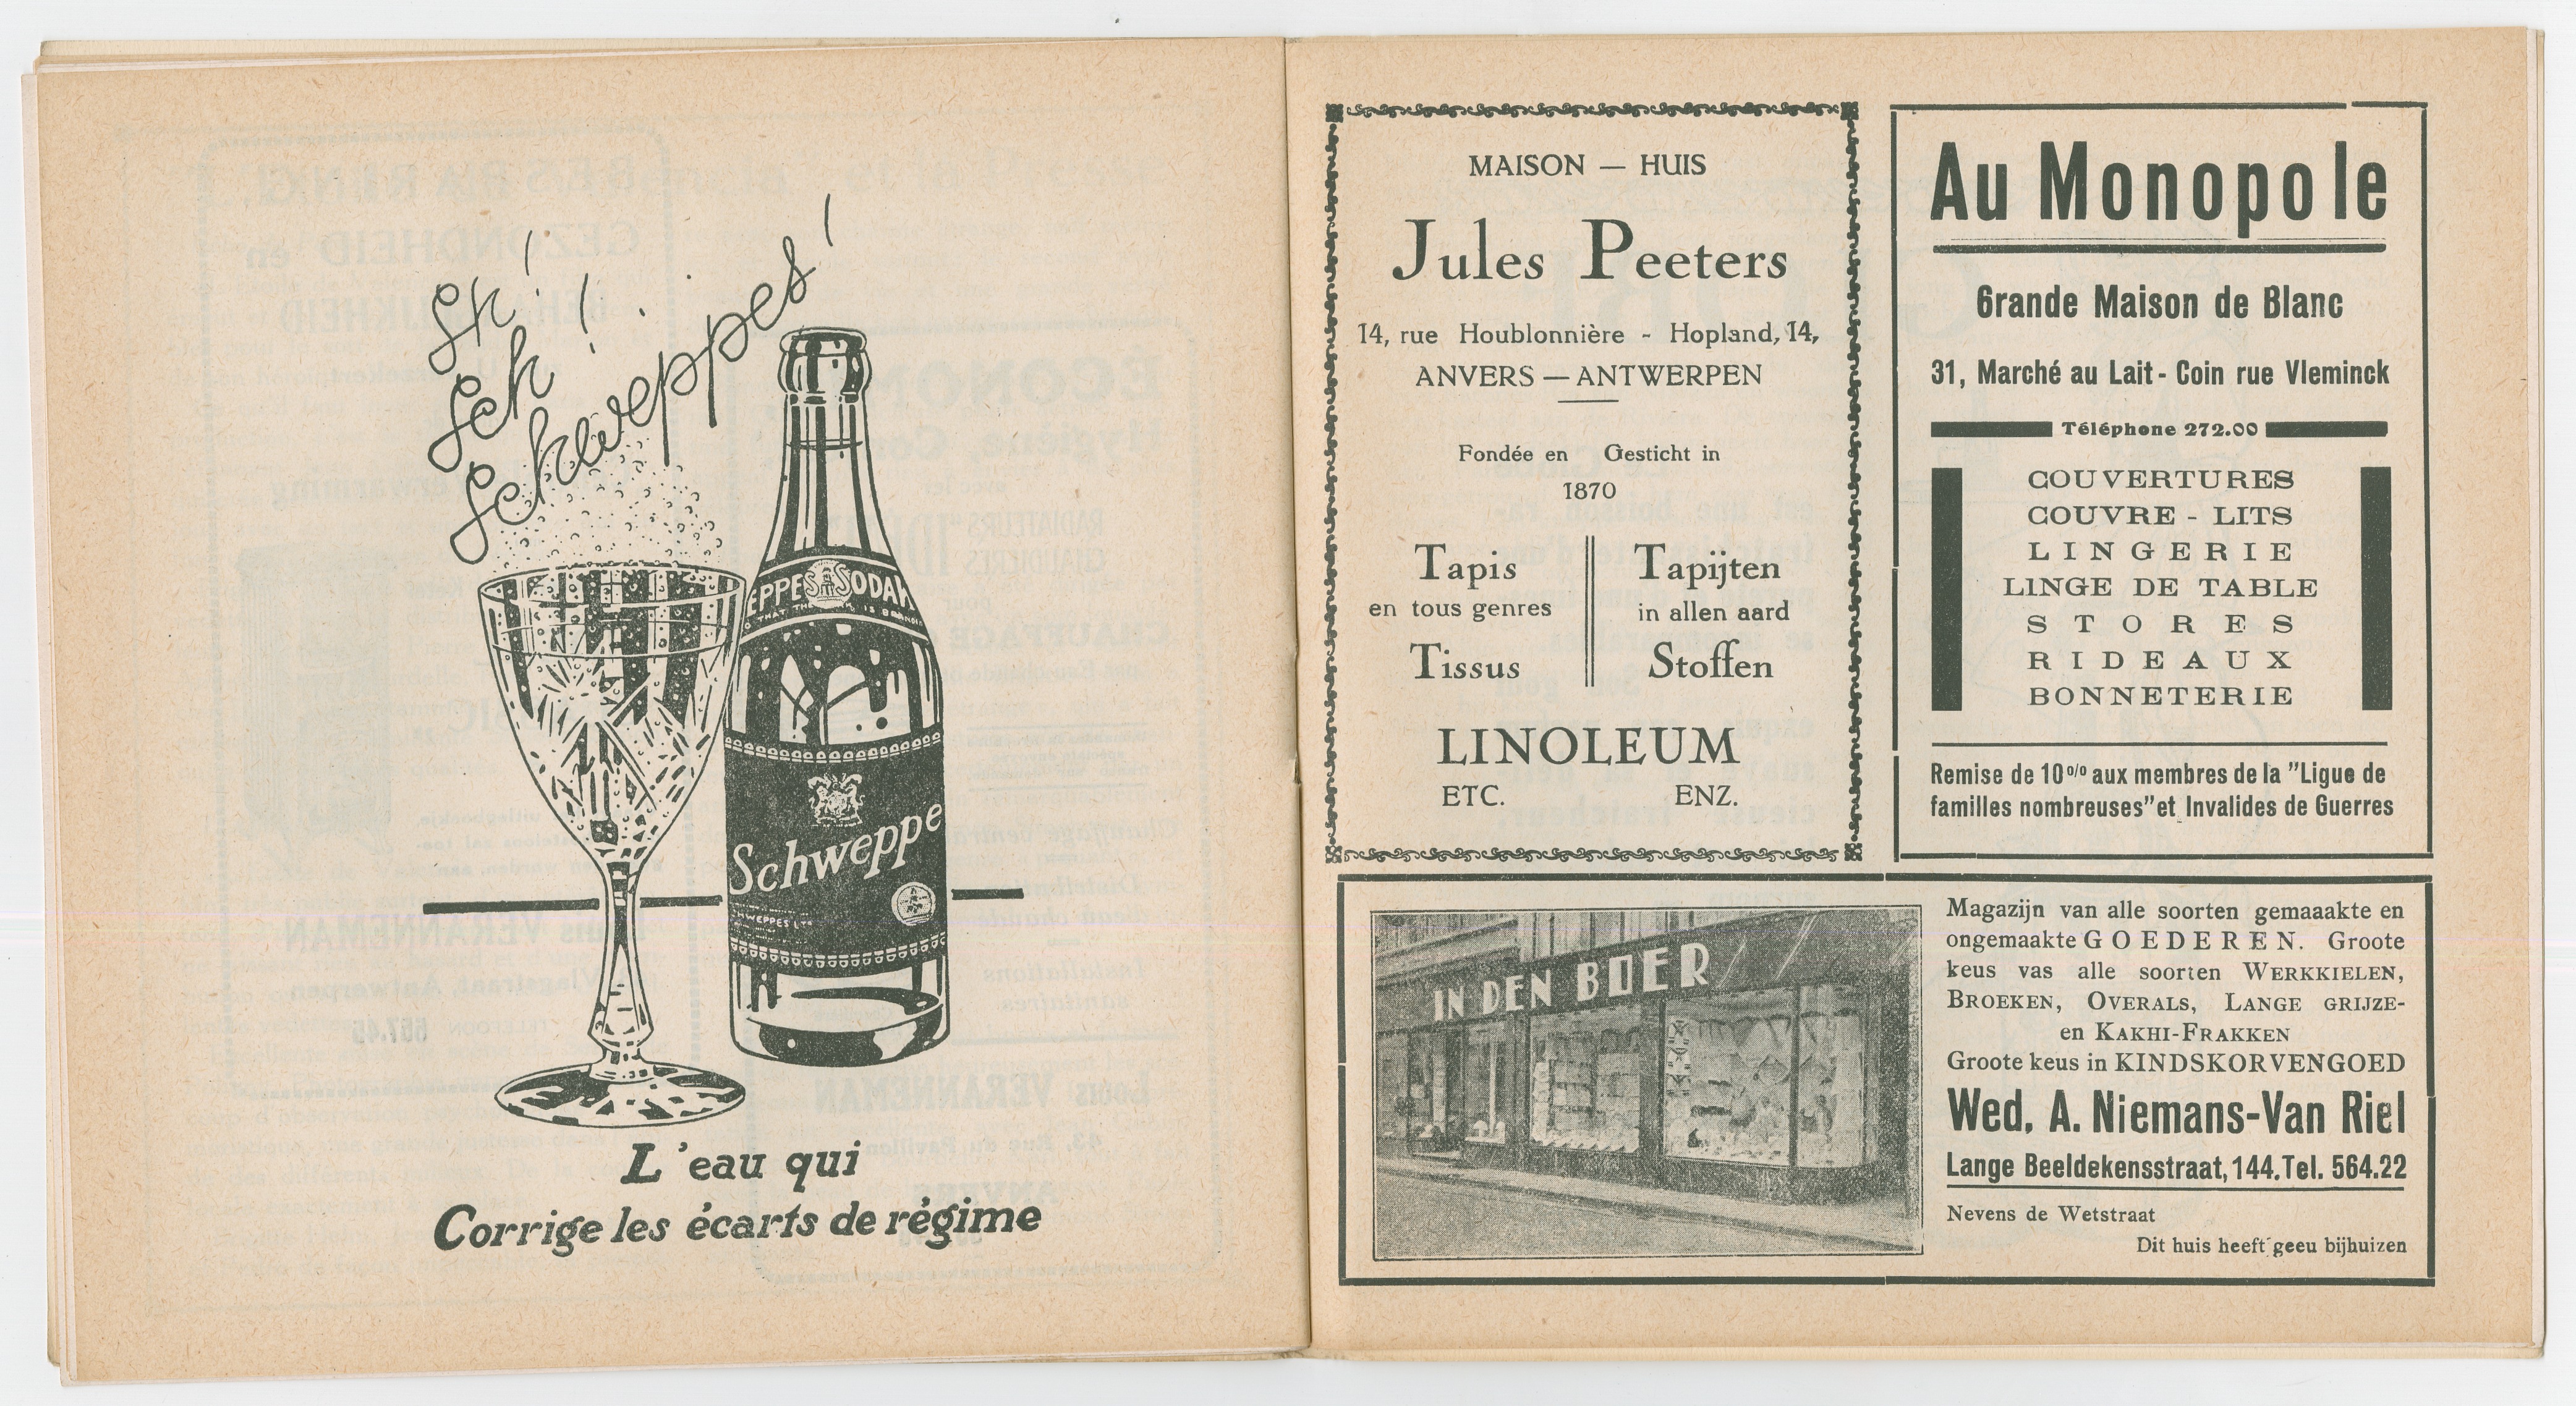 Sh!
Sch!
Schweppes!
EPPES SODA
Schweppe
HWEPPES LTD
L'eau qui
Corrige les écarts de régime
MAISON — HUIS
Jules Peeters
14, rue Houblonnière - Hopland, 14,
ANVERS — ANTWERPEN
Fondée en Gesticht in
1870
Tapis
en tous genres
Tissus
Tapijten
in allen aard
Stoffen
LINOLEUM
ETC. ENZ.
Au Monopole
Grande Maison de Blanc
31, Marché au Lait - Coin rue Vleminck
Téléphone 272.00
COUVERTURES
COUVRE - LITS
LINGERIE
LINGE DE TABLE
STORES
RIDEAUX
BONNETERIE
Remise de 10% aux membres de la "Ligue de
familles nombreuses" et Invalides de Guerres
IN DEN BOER
Magazijn van alle soorten gemaaakte en
ongemaakte GOEDEREN. Groote
keus vas alle soorten WERKKIELEN,
BROEKEN, OVERALS, LANGE GRIJZE-
en KAKHI-FRAKKEN
Groote keus in KINDSKORVENGOED
Wed. A. Niemans-Van Riel
Lange Beeldekensstraat, 144. Tel. 564.22
Nevens de Wetstraat
Dit huis heeft geeu bijhuizen